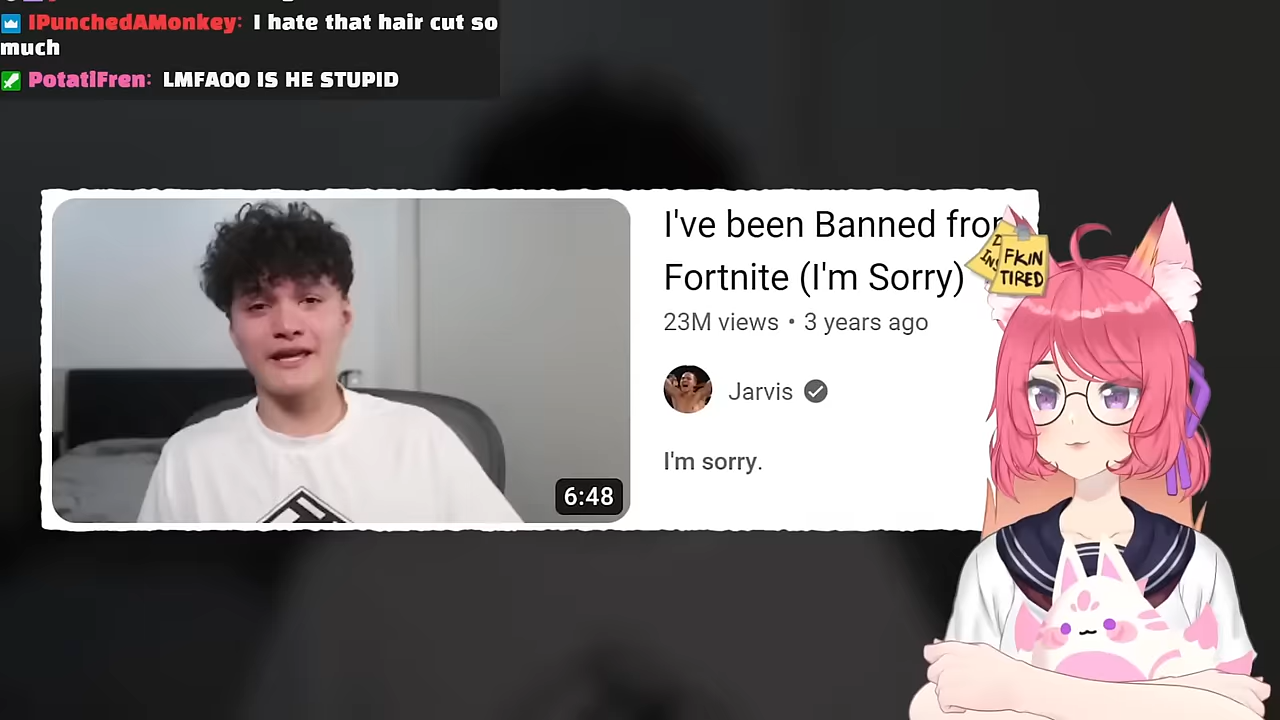 IPunchedAMonkey: I hate that hair cut so
much
PotatiFren: LMFAOO IS HE STUPID
I've been Banned from
Fortnite (I'm Sorry)
23M views • 3 years ago
Jarvis
I'm sorry.
6:48
FKIN
TIRED